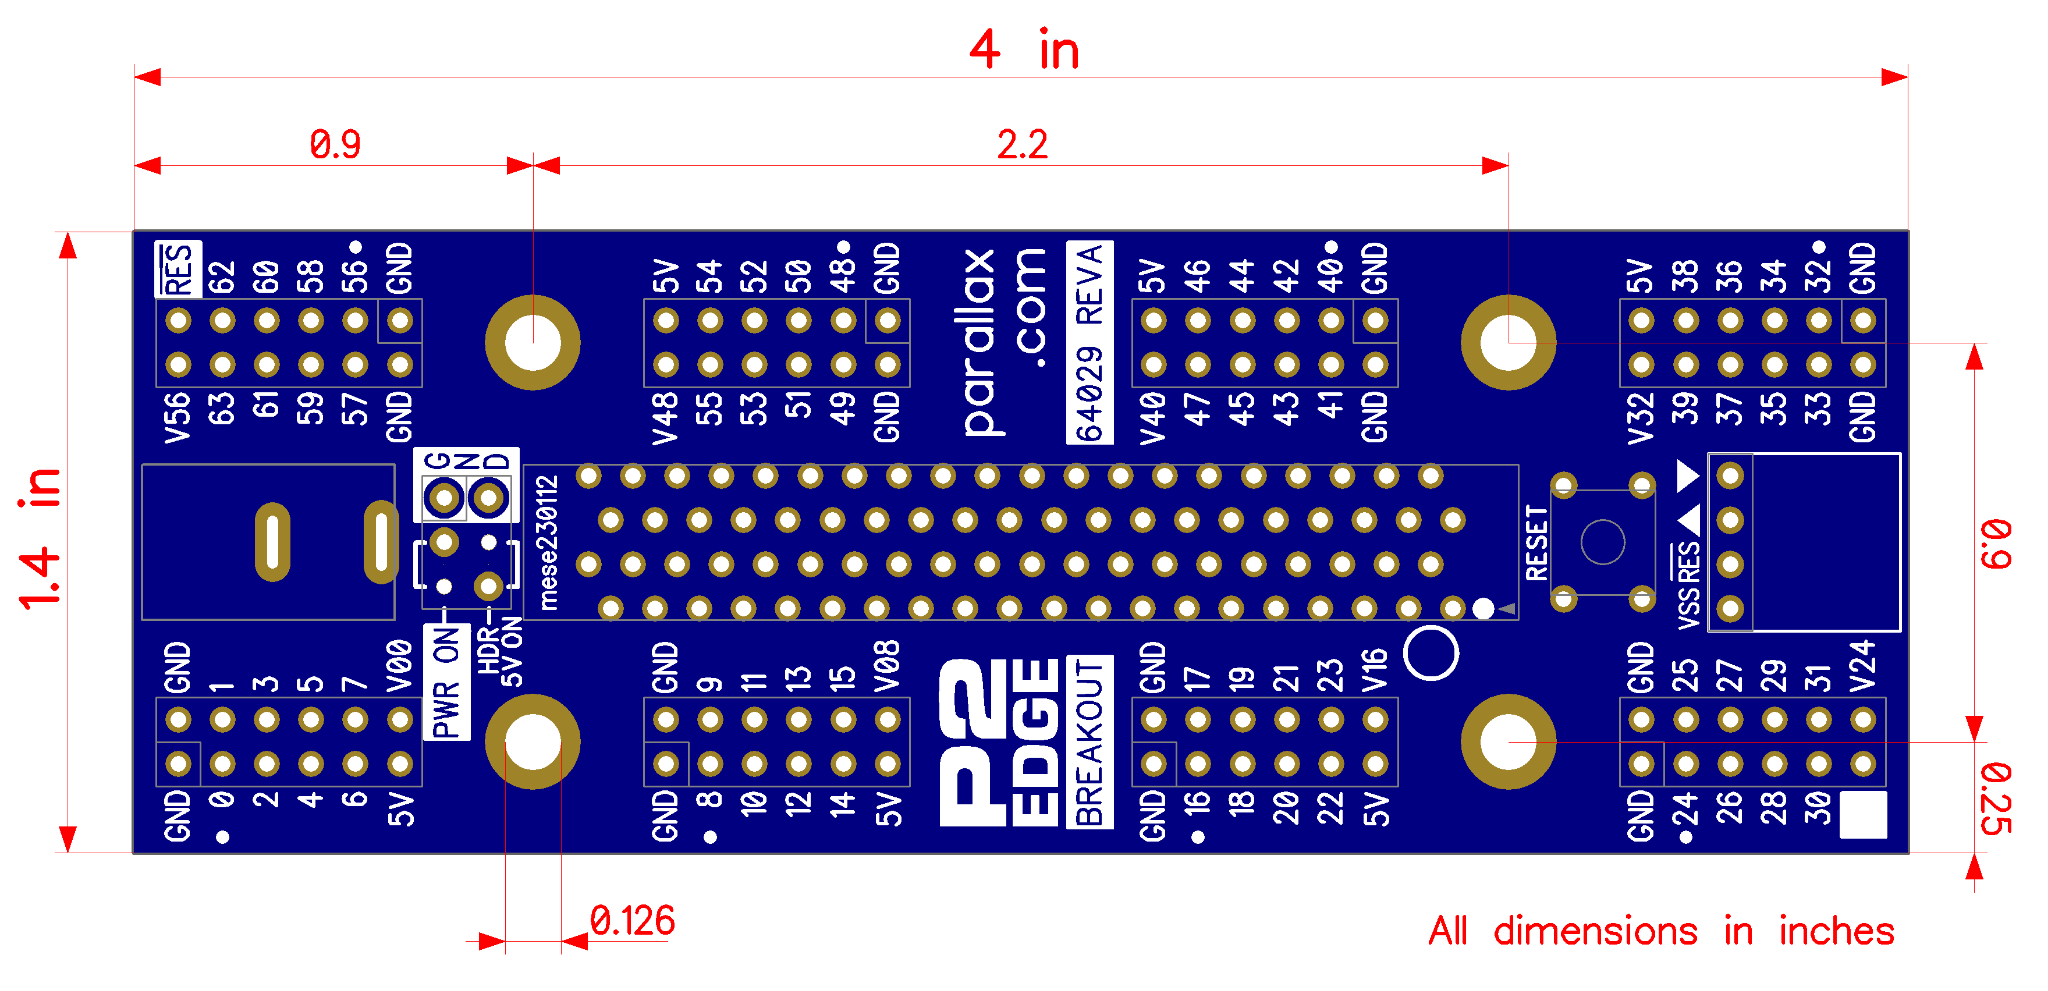 4 in
0.9
2.2
RES 62 60 58 56 GND
5V 54 52 50 48 GND
5V 46 44 42 40 GND
5V 38 36 34 32 GND
V56 63 61 59 57 GND
V48 55 53 51 49 GND
V40 47 45 43 41 GND
V32 39 37 35 33 GND
parallax
.com
64029 REVA
1.4 in
GND
mese230112
RESET
VSS RES
0.9
PWR ON
HDR
5V ON
GND 1 3 5 7 V00
GND 9 11 13 15 V08
GND 17 19 21 23 V16
GND 25 27 29 31 V24
P2
EDGE
BREAKOUT
GND 0 2 4 6 5V
GND 8 10 12 14 5V
GND 16 18 20 22 5V
GND 24 26 28 30
0.25
0.126
All dimensions in inches